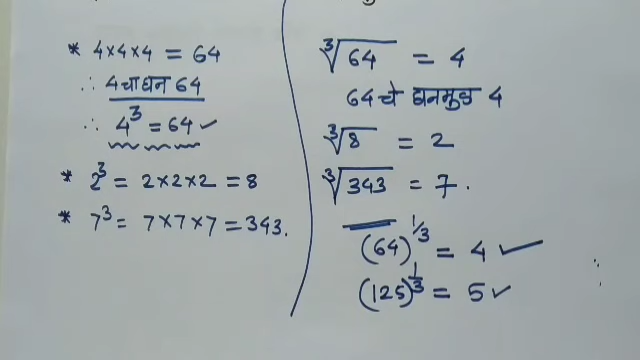 * 4×4×4 = 64
∴ 4 चा घन 64
∴ 4³ = 64 ✓
* 2³ = 2×2×2 = 8
* 7³ = 7×7×7 = 343.
∛64 = 4
64 चे घनमुळ 4
∛8 = 2
∛343 = 7.
(64)^1/3 = 4 ✓
(125)^1/3 = 5 ✓